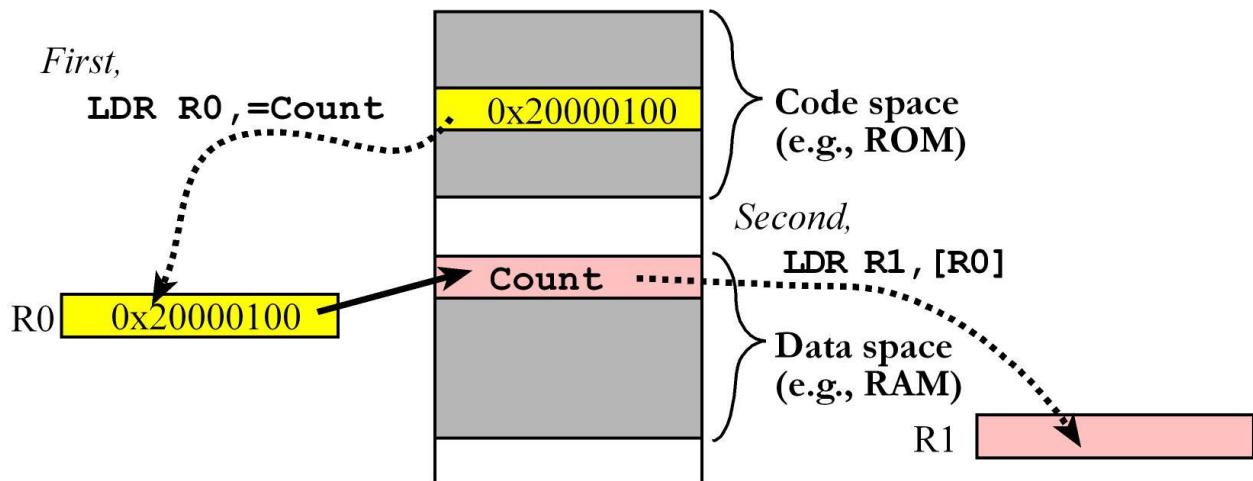 First,
LDR R0,=Count
0x20000100
Code space
(e.g., ROM)
Second,
LDR R1,[R0]
Count
R0
0x20000100
Data space
(e.g., RAM)
R1